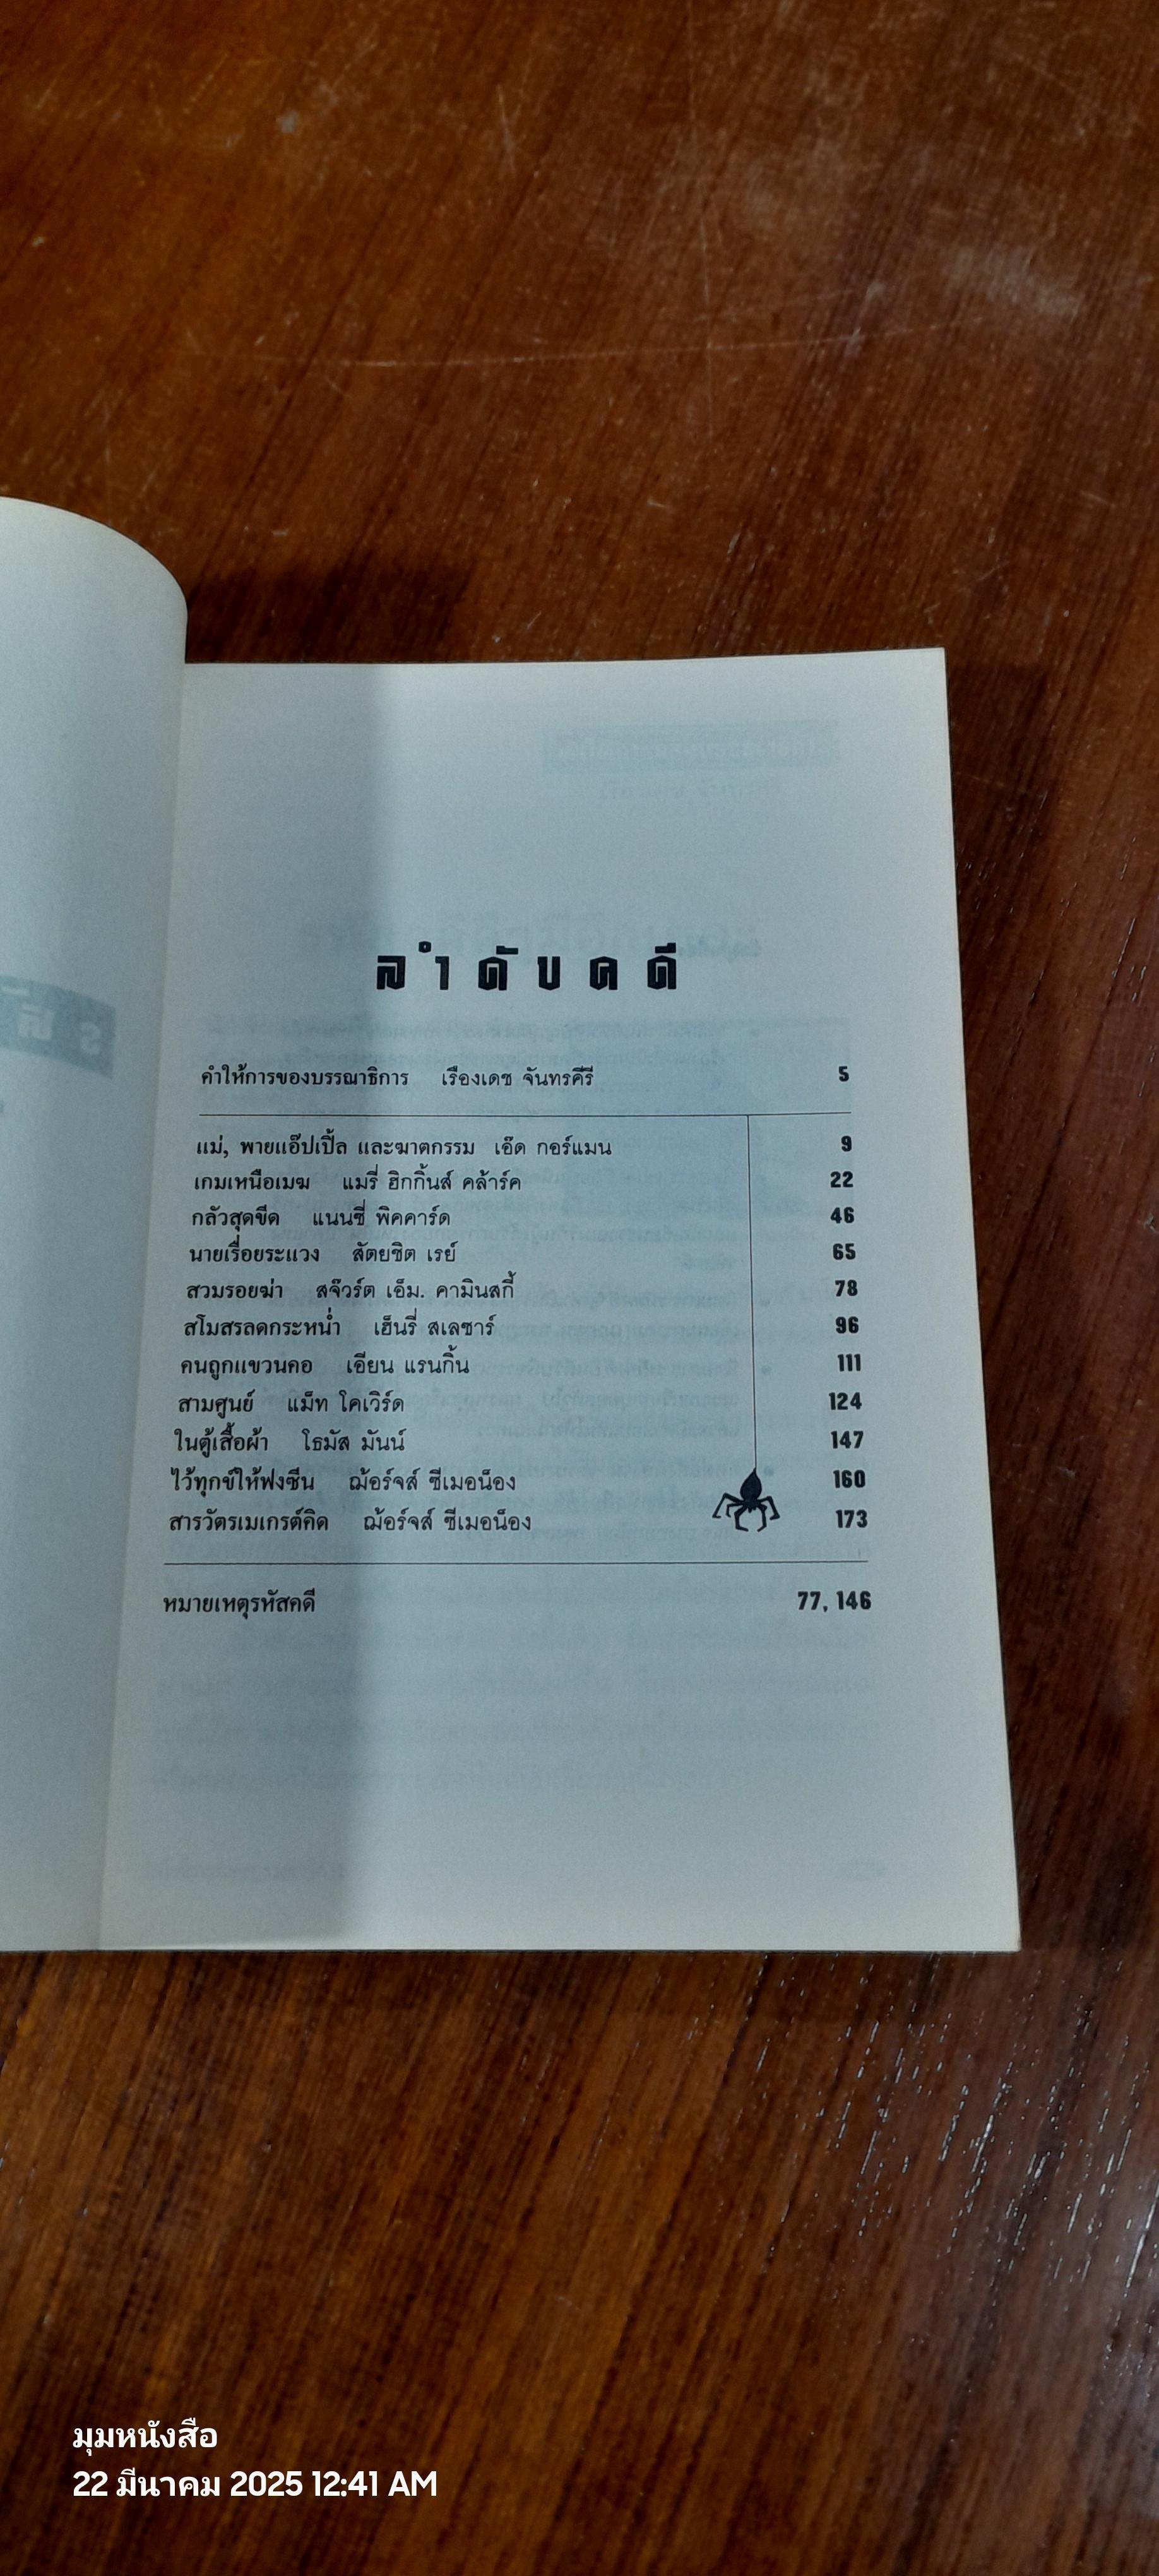 ลำดับคดี
คำให้การของบรรณาธิการ เรืองเดช จันทรคีรี 5
แม่, พายแอ๊ปเปิ้ล และฆาตกรรม เอ๊ด กอร์แมน 9
เกมเหนือเมฆ แมรี่ ฮิกกิ้นส์ คล้าร์ค 22
กลัวสุดขีด แนนซี่ พิคคาร์ด 46
นายเรื่อยระแวง สัตยชิต เรย์ 65
สวมรอยฆ่า สจ๊วร์ต เอ็ม. คามินสกี้ 78
สโมสรลดกระหน่ำ เฮ็นรี่ สเลซาร์ 96
คนถูกแขวนคอ เอียน แรนกิ้น 111
สามศูนย์ แม็ท โคเวิร์ด 124
ในตู้เสื้อผ้า โธมัส มันน์ 147
ไว้ทุกข์ให้ฟงซีน ฌ้อร์จส์ ซีเมอน็อง 160
สารวัตรเมเกรต์คิด ฌ้อร์จส์ ซีเมอน็อง 173
หมายเหตุรหัสคดี 77, 146
มุมหนังสือ
22 มีนาคม 2025 12:41 AM